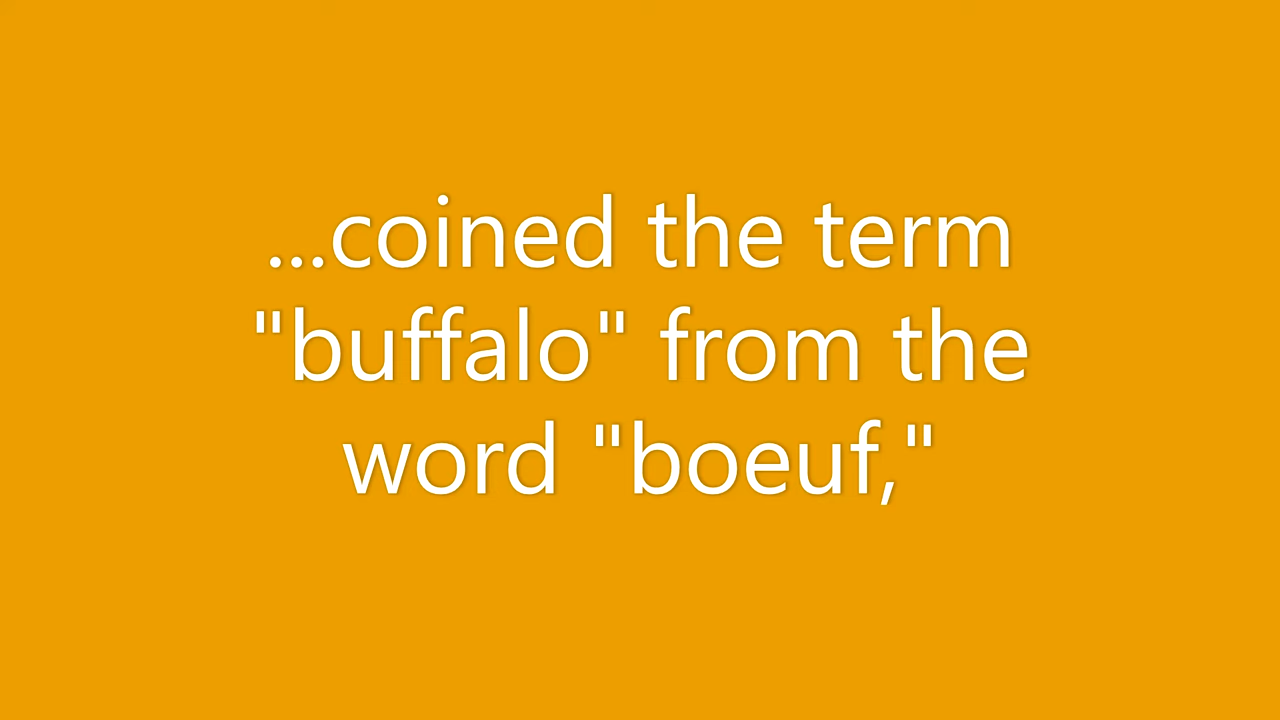 ...coined the term
"buffalo" from the
word "boeuf,"